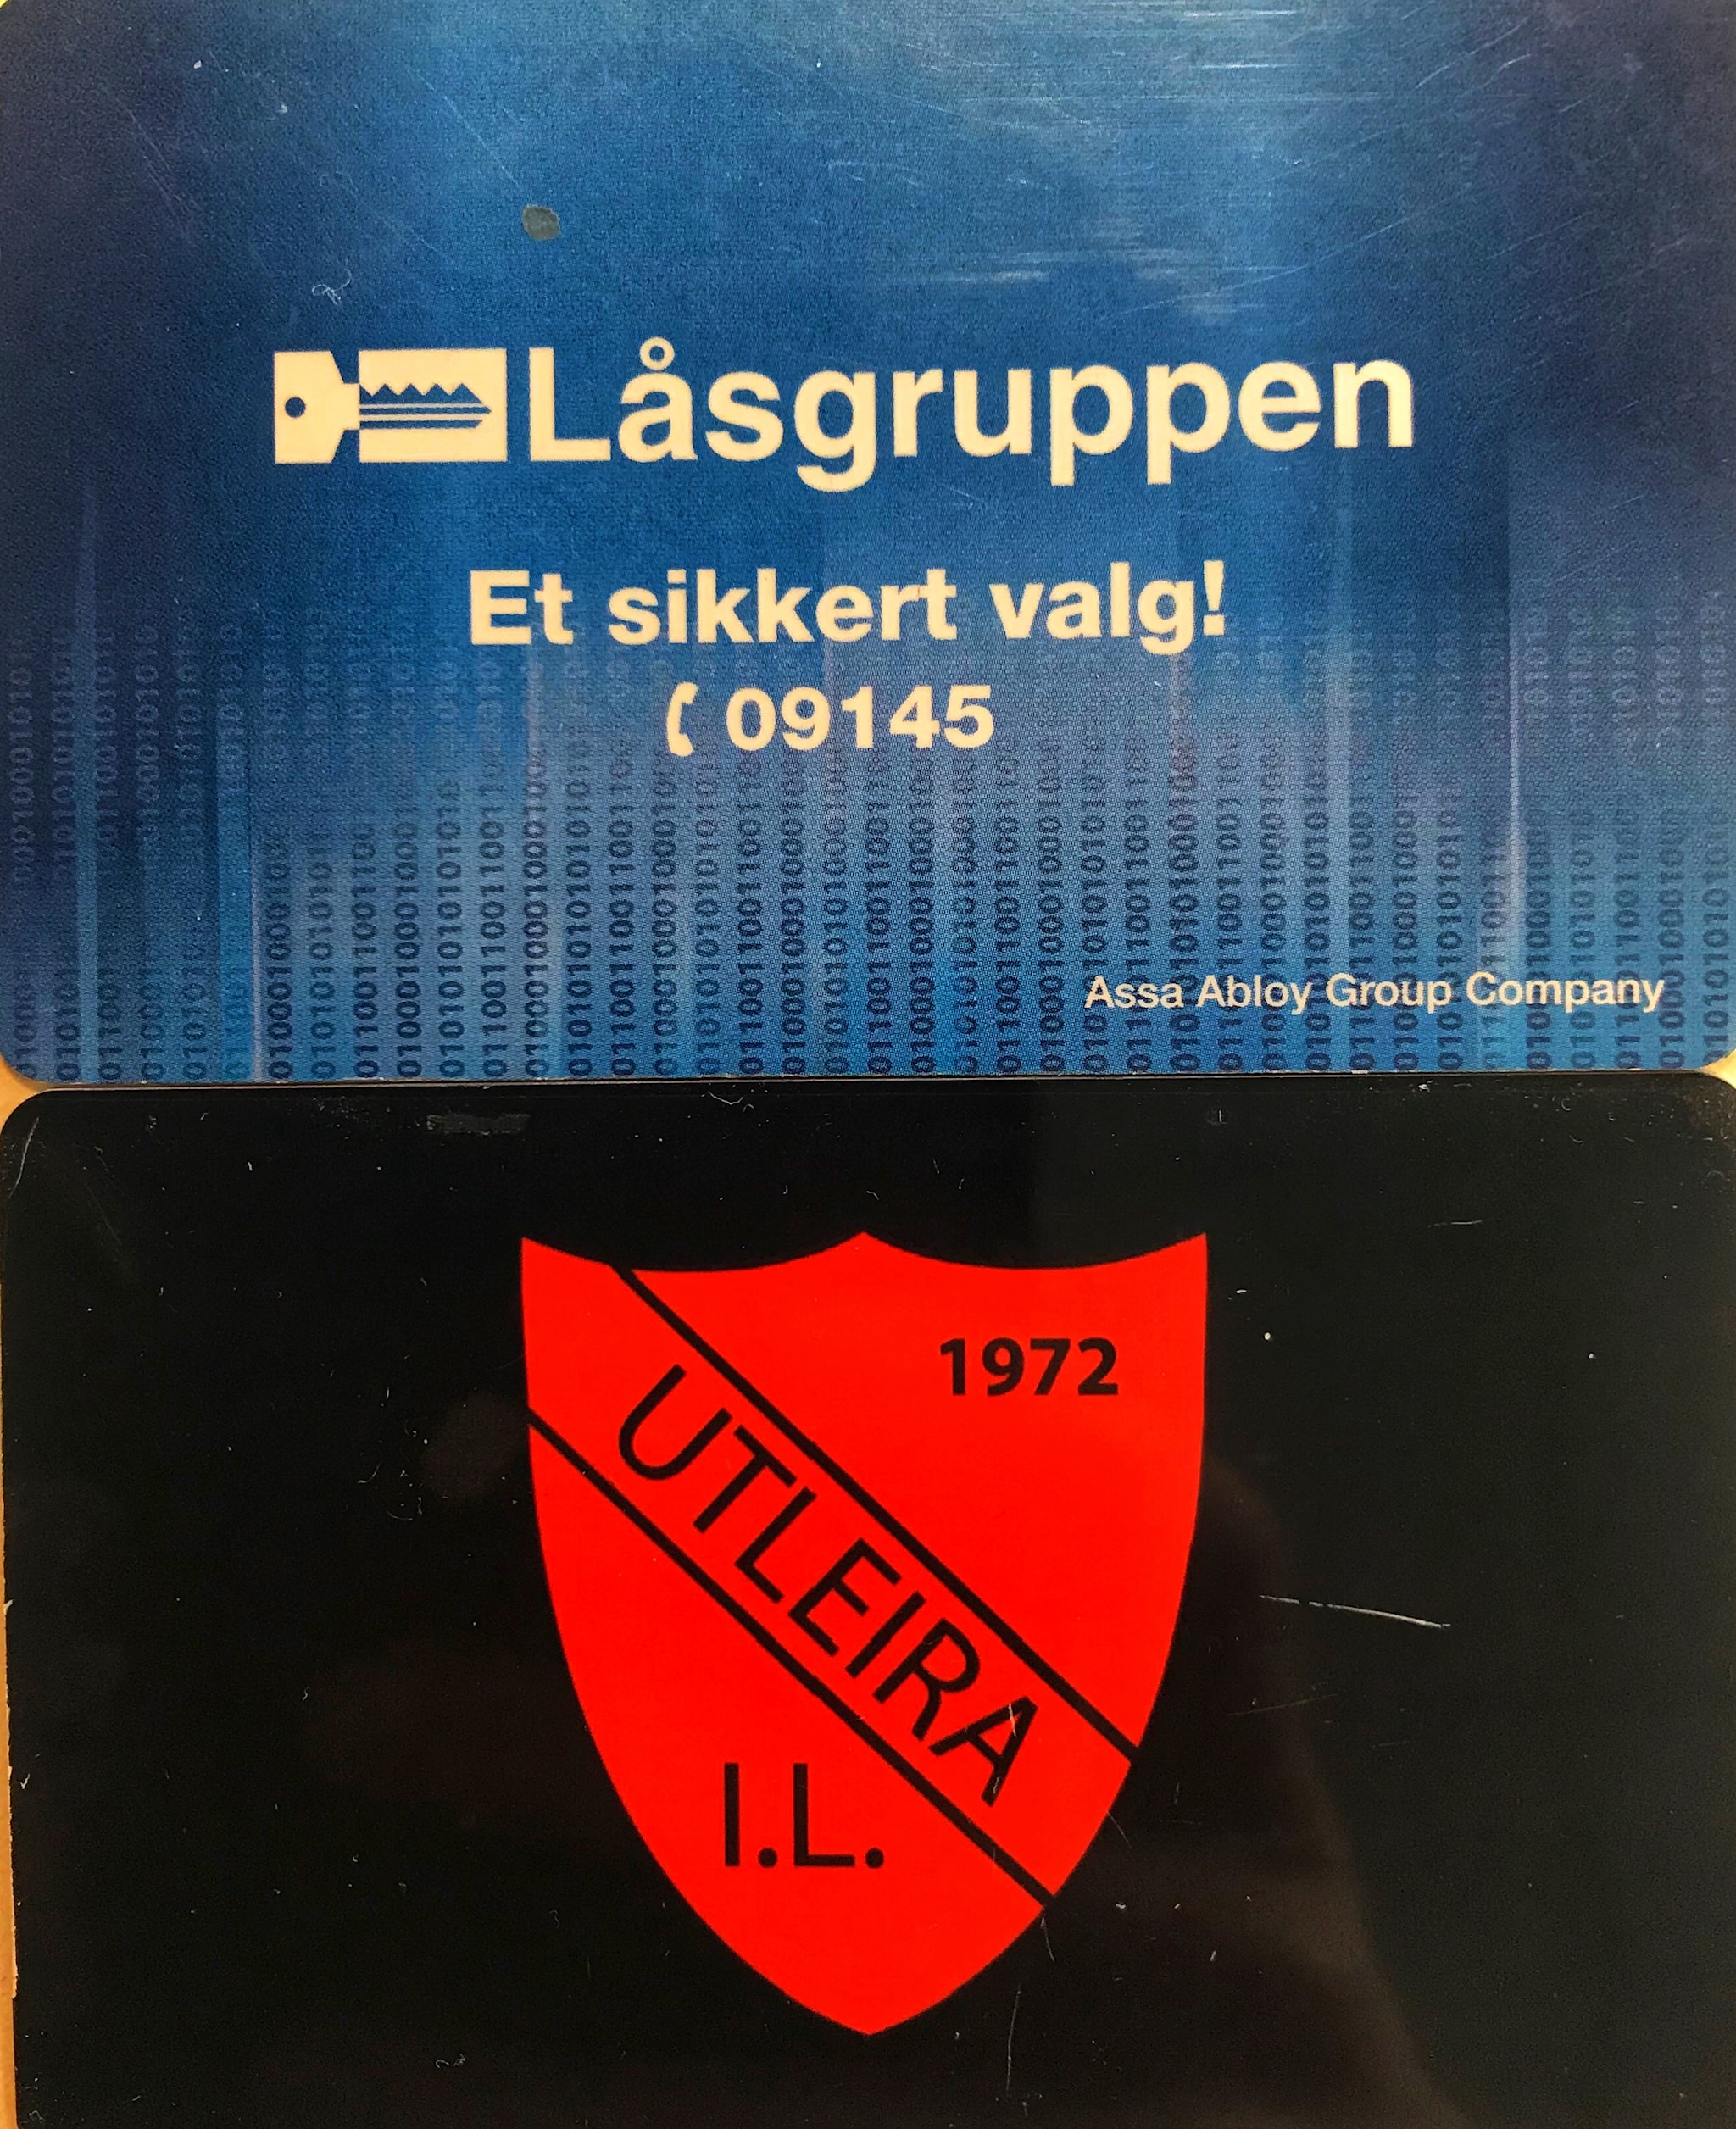 Låsgruppen
Et sikkert valg!
09145
Assa Abloy Group Company
1972
UTLEIRA
I.L.